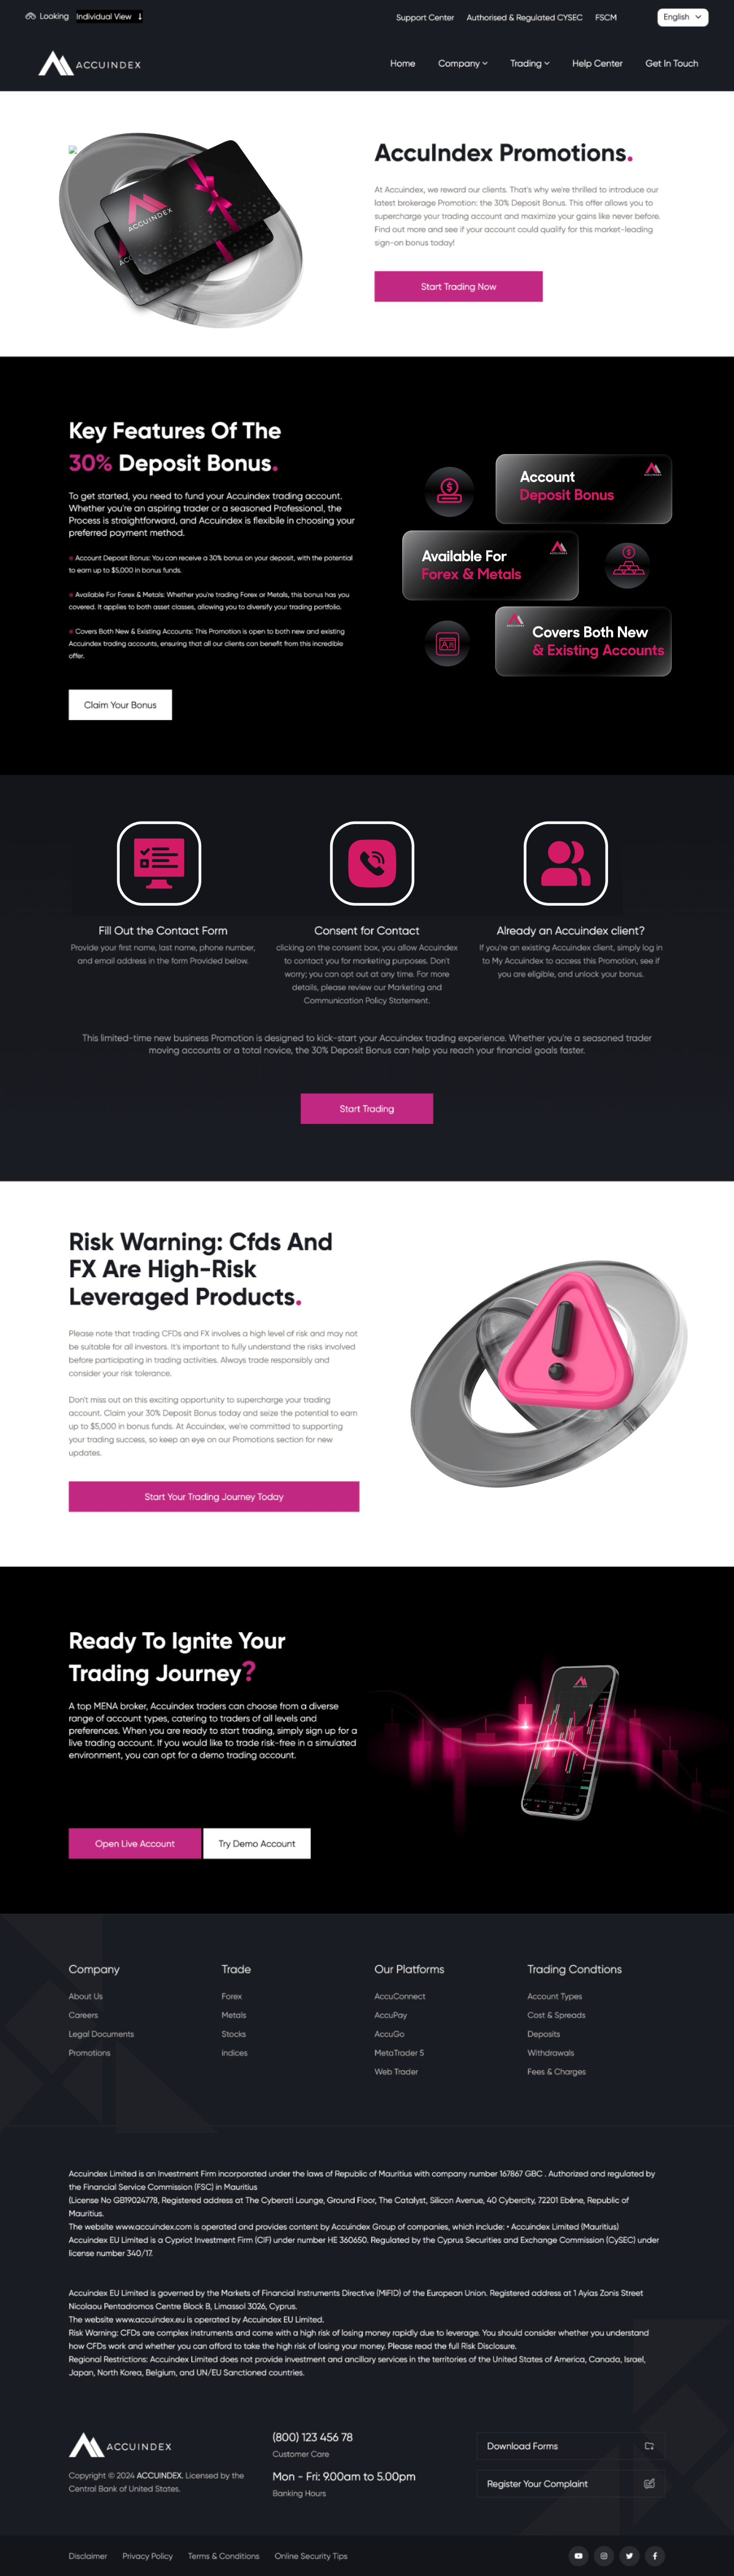 Looking Individual View ↓
Support Center Authorised & Regulated CYSEC FSCM
English
ACCUINDEX
Home Company Trading Help Center Get In Touch
ACCUINDEX
AccuIndex Promotions.
At Accuindex, we reward our clients. That's why we're thrilled to introduce our
latest brokerage Promotion: the 30% Deposit Bonus. This offer allows you to
supercharge your trading account and maximize your gains like never before.
Find out more and see if your account could qualify for this market-leading
sign-on bonus today!
Start Trading Now
Key Features Of The
30% Deposit Bonus.
To get started, you need to fund your Accuindex trading account.
Whether you're an aspiring trader or a seasoned Professional, the
Process is straightforward, and Accuindex is flexibile in choosing your
preferred payment method.
Account Deposit Bonus: You can receive a 30% bonus on your deposit, with the potential
to earn up to $5,000 in bonus funds.
Available For Forex & Metals: Whether you're trading Forex or Metals, this bonus has you
covered. It applies to both asset classes, allowing you to diversify your trading portfolio.
Covers Both New & Existing Accounts: This Promotion is open to both new and existing
Accuindex trading accounts, ensuring that all our clients can benefit from this incredible
offer.
Claim Your Bonus
Account
Deposit Bonus
Available For
Forex & Metals
Covers Both New
& Existing Accounts
Fill Out the Contact Form
Provide your first name, last name, phone number,
and email address in the form Provided below.
Consent for Contact
clicking on the consent box, you allow Accuindex
to contact you for marketing purposes. Don't
worry; you can opt out at any time. For more
details, please review our Marketing and
Communication Policy Statement.
Already an Accuindex client?
If you're an existing Accuindex client, simply log in
to My Accuindex to access this Promotion, see if
you are eligible, and unlock your bonus.
This limited-time new business Promotion is designed to kick-start your Accuindex trading experience. Whether you're a seasoned trader
moving accounts or a total novice, the 30% Deposit Bonus can help you reach your financial goals faster.
Start Trading
Risk Warning: Cfds And
FX Are High-Risk
Leveraged Products.
Please note that trading CFDs and FX involves a high level of risk and may not
be suitable for all investors. It's important to fully understand the risks involved
before participating in trading activities. Always trade responsibly and
consider your risk tolerance.
Don't miss out on this exciting opportunity to supercharge your trading
account. Claim your 30% Deposit Bonus today and seize the potential to earn
up to $5,000 in bonus funds. At Accuindex, we're committed to supporting
your trading success, so keep an eye on our Promotions section for new
updates.
Start Your Trading Journey Today
Ready To Ignite Your
Trading Journey?
A top MENA broker, Accuindex traders can choose from a diverse
range of account types, catering to traders of all levels and
preferences. When you are ready to start trading, simply sign up for a
live trading account. If you would like to trade risk-free in a simulated
environment, you can opt for a demo trading account.
Open Live Account Try Demo Account
Company
About Us
Careers
Legal Documents
Promotions
Trade
Forex
Metals
Stocks
indices
Our Platforms
AccuConnect
AccuPay
AccuGo
MetaTrader 5
Web Trader
Trading Condtions
Account Types
Cost & Spreads
Deposits
Withdrawals
Fees & Charges
Accuindex Limited is an Investment Firm incorporated under the laws of Republic of Mauritius with company number 167867 GBC . Authorized and regulated by
the Financial Service Commission (FSC) in Mauritius
(License No GB19024778, Registered address at The Cyberati Lounge, Ground Floor, The Catalyst, Silicon Avenue, 40 Cybercity, 72201 Ebène, Republic of
Mauritius.
The website www.accuindex.com is operated and provides content by Accuindex Group of companies, which include: • Accuindex Limited (Mauritius)
Accuindex EU Limited is a Cypriot Investment Firm (CIF) under number HE 360650. Regulated by the Cyprus Securities and Exchange Commission (CySEC) under
license number 340/17.
Accuindex EU Limited is governed by the Markets of Financial Instruments Directive (MiFID) of the European Union. Registered address at 1 Ayias Zonis Street
Nicolaou Pentadromos Centre Block B, Limassol 3026, Cyprus.
The website www.accuindex.eu is operated by Accuindex EU Limited.
Risk Warning: CFDs are complex instruments and come with a high risk of losing money rapidly due to leverage. You should consider whether you understand
how CFDs work and whether you can afford to take the high risk of losing your money. Please read the full Risk Disclosure.
Regional Restrictions: Accuindex Limited does not provide investment and ancillary services in the territories of the United States of America, Canada, Israel,
Japan, North Korea, Belgium, and UN/EU Sanctioned countries.
ACCUINDEX
Copyright © 2024 ACCUINDEX. Licensed by the
Central Bank of United States.
(800) 123 456 78
Customer Care
Mon - Fri: 9.00am to 5.00pm
Banking Hours
Download Forms
Register Your Complaint
Disclaimer Privacy Policy Terms & Conditions Online Security Tips